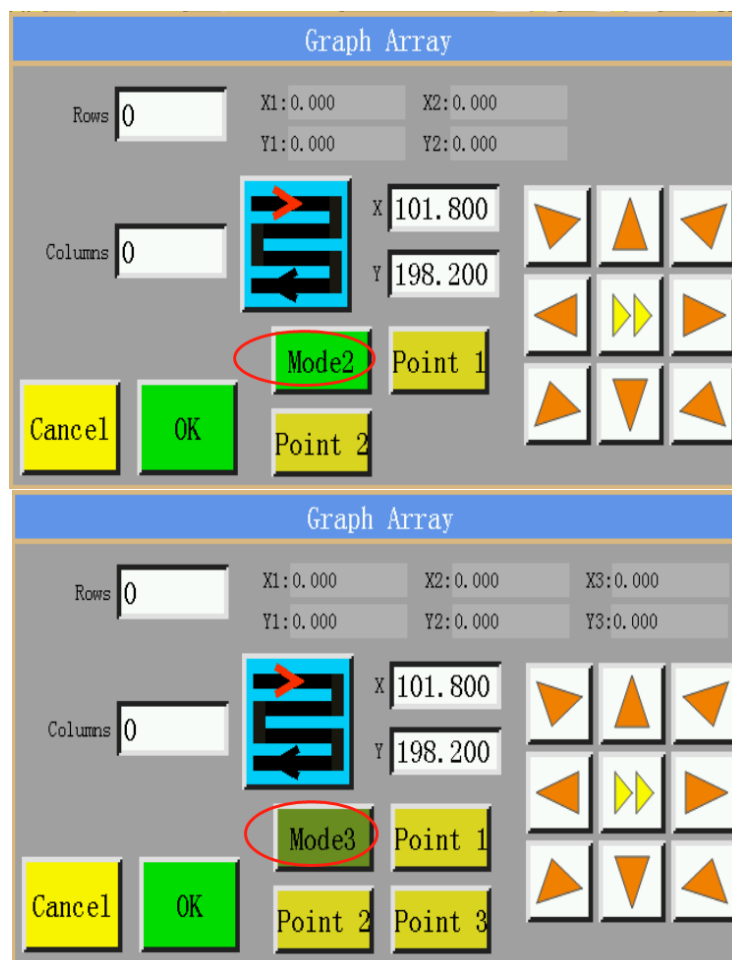 Graph Array
Rows 0 X1:0.000 X2:0.000
Y1:0.000 Y2:0.000
Columns 0 X 101.800
Y 198.200
Mode2 Point 1
Cancel OK Point 2
Graph Array
Rows 0 X1:0.000 X2:0.000 X3:0.000
Y1:0.000 Y2:0.000 Y3:0.000
Columns 0 X 101.800
Y 198.200
Mode3 Point 1
Cancel OK Point 2 Point 3